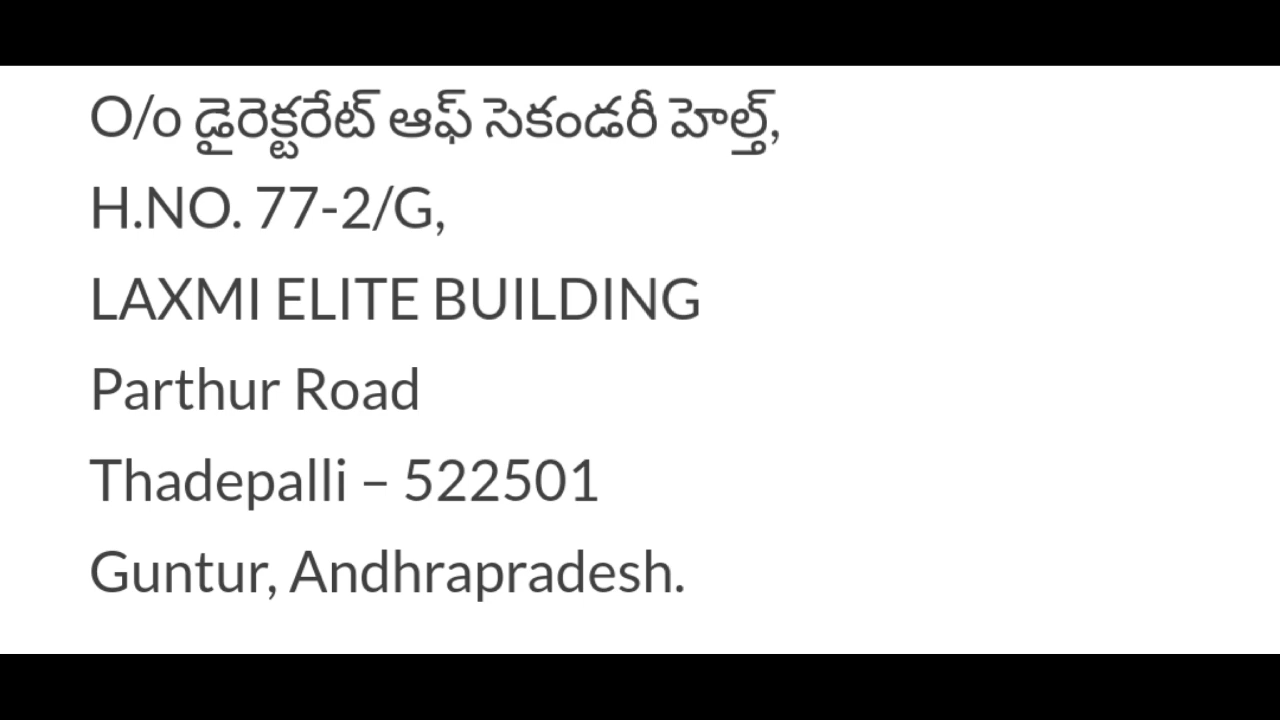 O/o డైరెక్టరేట్ ఆఫ్ సెకండరీ హెల్త్,
H.NO. 77-2/G,
LAXMI ELITE BUILDING
Parthur Road
Thadepalli – 522501
Guntur, Andhrapradesh.